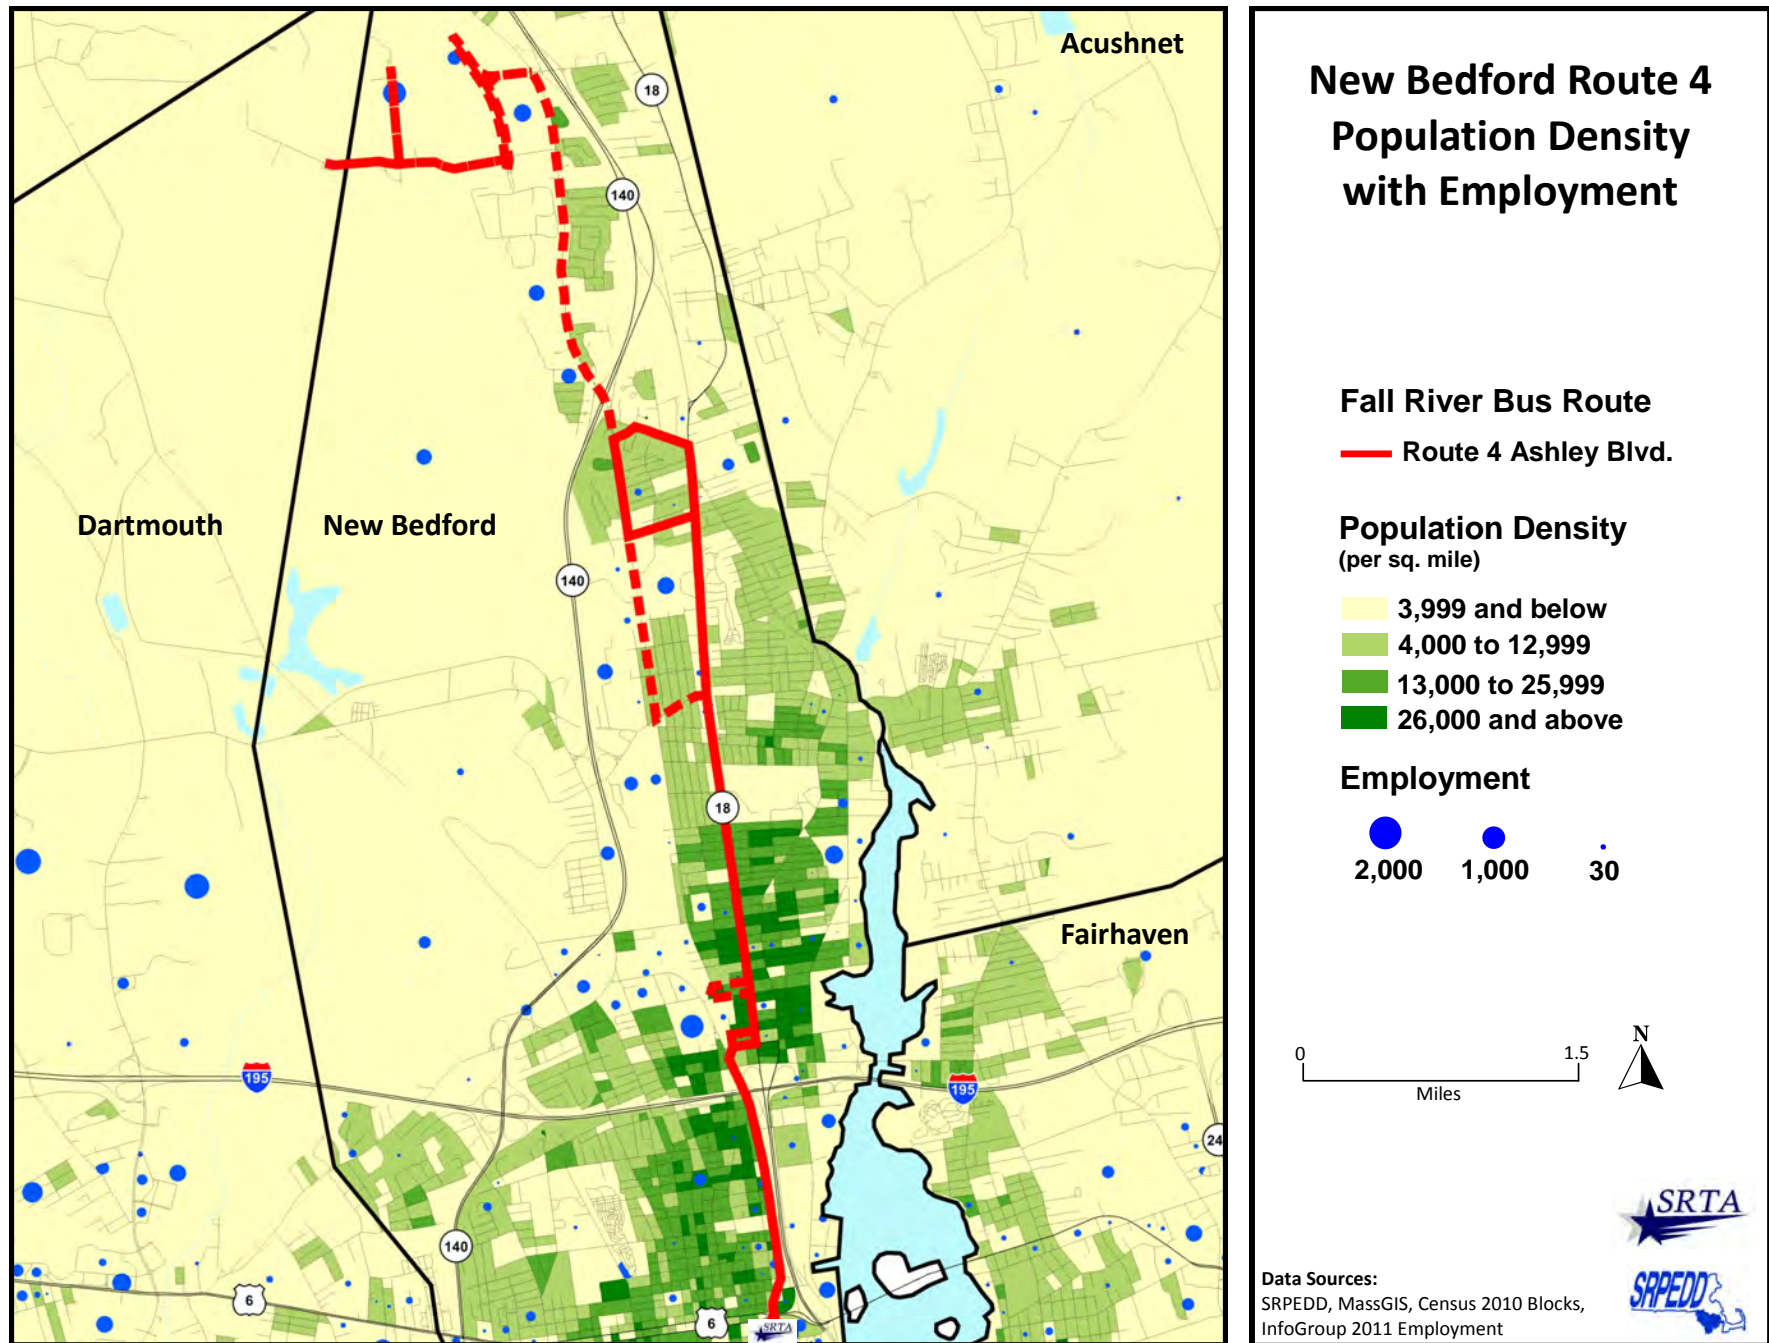 Acushnet
18
140
Dartmouth
New Bedford
140
18
Fairhaven
195
195
24
140
6
6
SRTA
New Bedford Route 4
Population Density
with Employment
Fall River Bus Route
Route 4 Ashley Blvd.
Population Density
(per sq. mile)
3,999 and below
4,000 to 12,999
13,000 to 25,999
26,000 and above
Employment
2,000
1,000
30
0
1.5
Miles
N
SRTA
SRPEDD
Data Sources:
SRPEDD, MassGIS, Census 2010 Blocks,
InfoGroup 2011 Employment